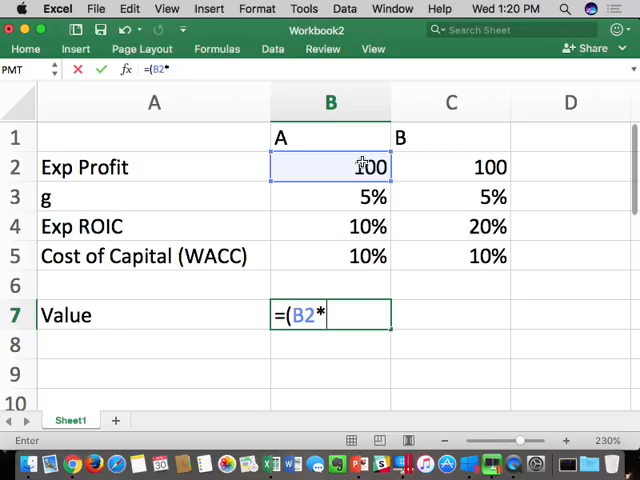 Excel File Edit View Insert Format Tools Data Window Help Wed 1:20 PM
Workbook2
Search Sheet
Home Insert Page Layout Formulas Data Review View Share
PMT fx =(B2*
A B C D
1 A B
2 Exp Profit 100 100
3 g 5% 5%
4 Exp ROIC 10% 20%
5 Cost of Capital (WACC) 10% 10%
6
7 Value =(B2*
8
9
10
Sheet1
Enter 230%